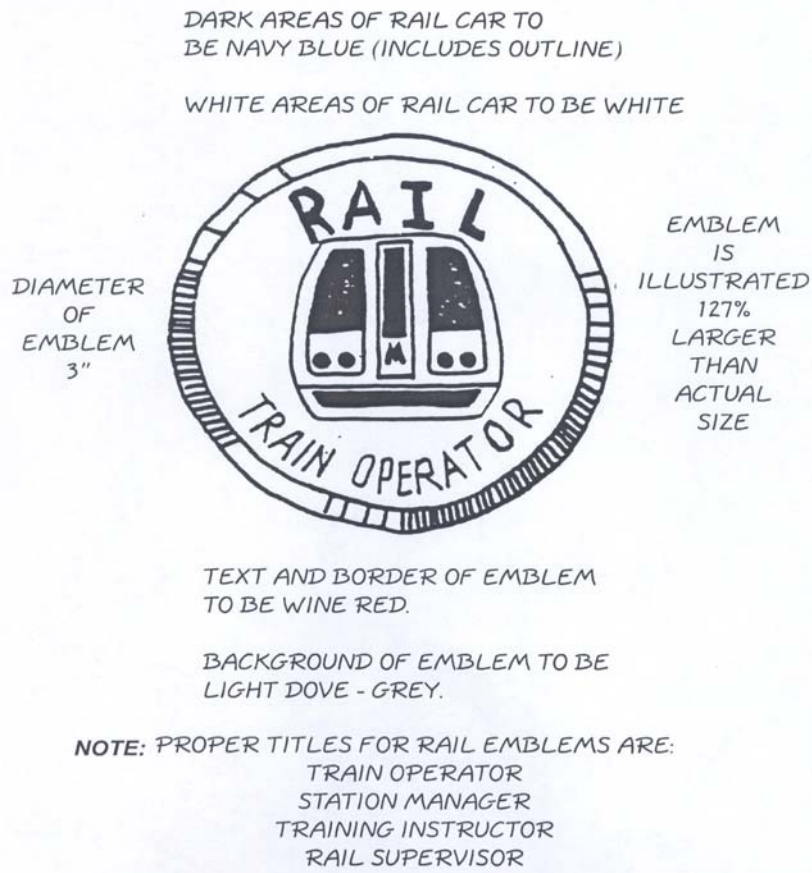 DARK AREAS OF RAIL CAR TO
BE NAVY BLUE (INCLUDES OUTLINE)
WHITE AREAS OF RAIL CAR TO BE WHITE
RAIL
M
TRAIN OPERATOR
DIAMETER
OF
EMBLEM
3"
EMBLEM
IS
ILLUSTRATED
127%
LARGER
THAN
ACTUAL
SIZE
TEXT AND BORDER OF EMBLEM
TO BE WINE RED.
BACKGROUND OF EMBLEM TO BE
LIGHT DOVE - GREY.
NOTE: PROPER TITLES FOR RAIL EMBLEMS ARE:
TRAIN OPERATOR
STATION MANAGER
TRAINING INSTRUCTOR
RAIL SUPERVISOR